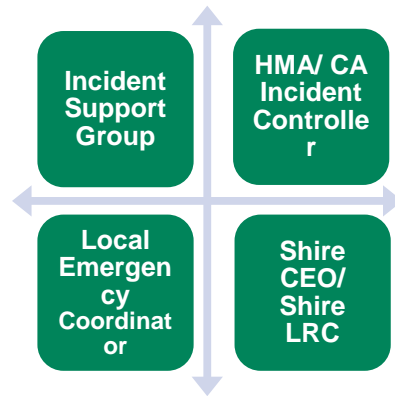 Incident
Support
Group
HMA/ CA
Incident
Controlle
r
Local
Emergen
cy
Coordinat
or
Shire
CEO/
Shire
LRC